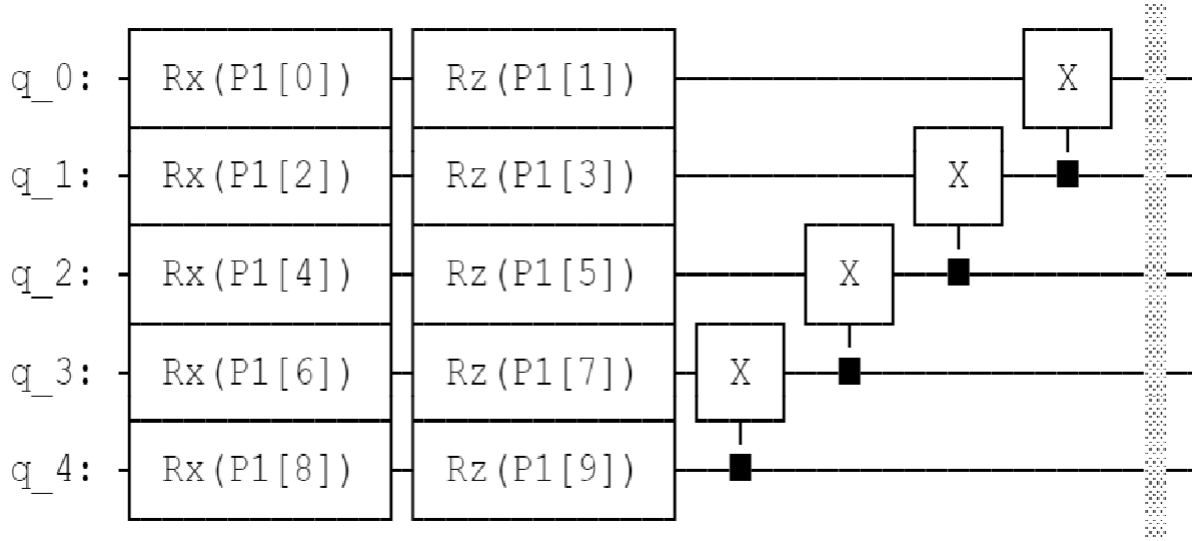 q_0: Rx(P1[0]) Rz(P1[1]) X
q_1: Rx(P1[2]) Rz(P1[3]) X
q_2: Rx(P1[4]) Rz(P1[5]) X
q_3: Rx(P1[6]) Rz(P1[7]) X
q_4: Rx(P1[8]) Rz(P1[9])